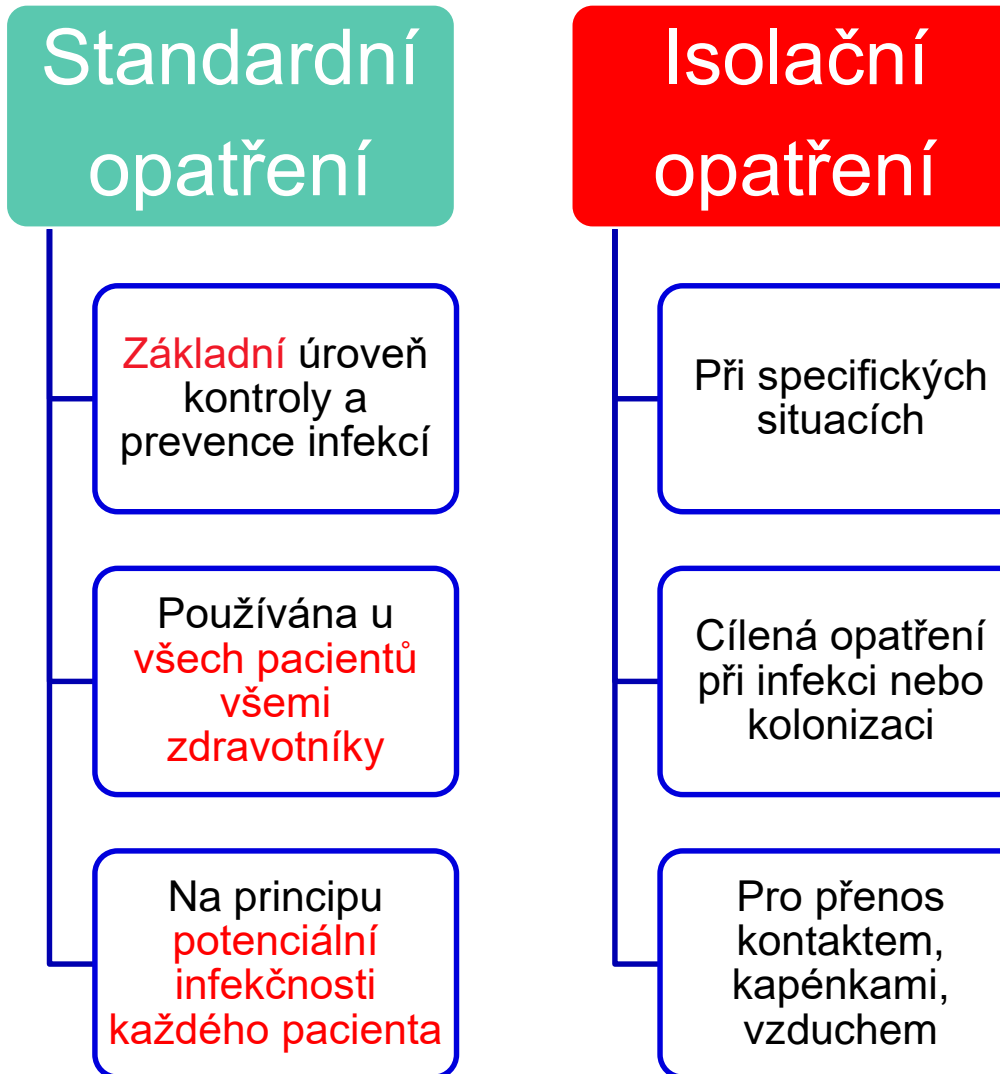 Standardní
opatření
Základní úroveň
kontroly a
prevence infekcí
Používána u
všech pacientů
všemi
zdravotníky
Na principu
potenciální
infekčnosti
každého pacienta
Isolační
opatření
Při specifických
situacích
Cílená opatření
při infekci nebo
kolonizaci
Pro přenos
kontaktem,
kapénkami,
vzduchem